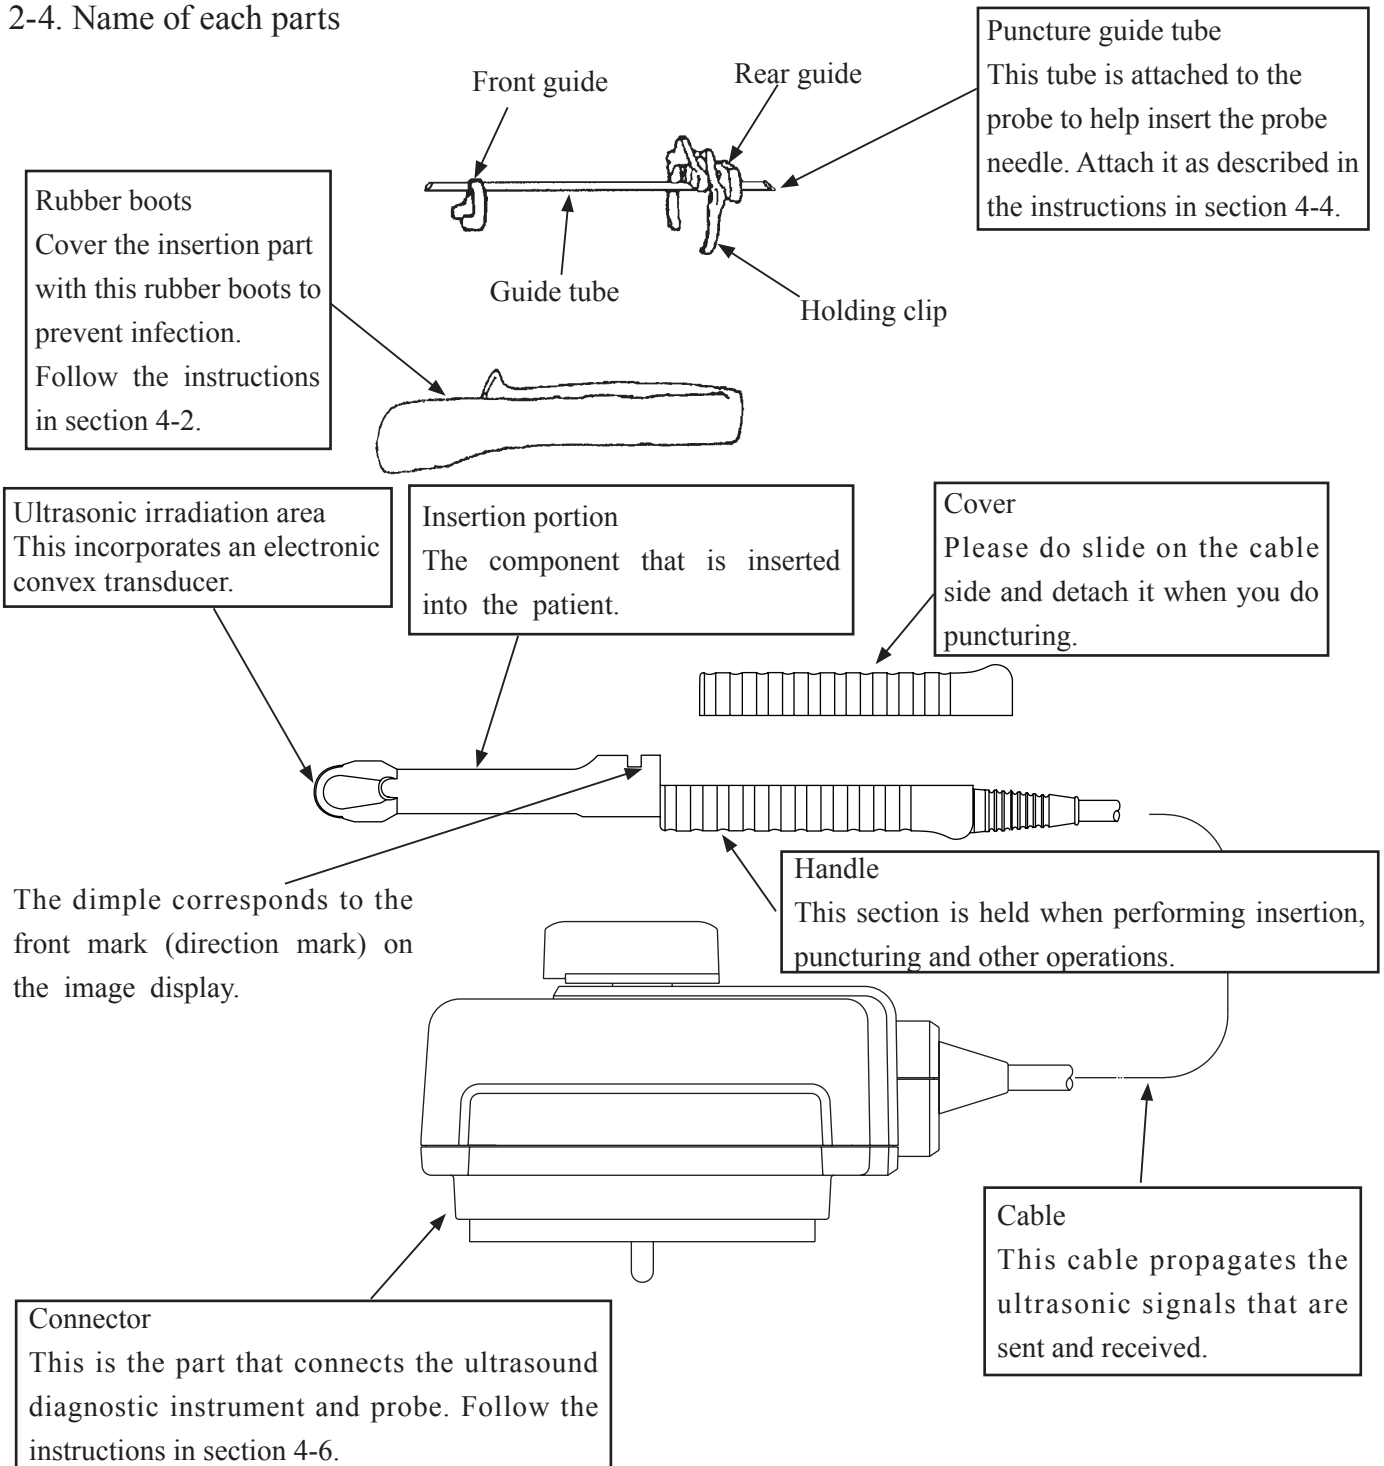 2-4. Name of each parts
Puncture guide tube
This tube is attached to the
probe to help insert the probe
needle. Attach it as described in
the instructions in section 4-4.
Front guide
Rear guide
Rubber boots
Cover the insertion part
with this rubber boots to
prevent infection.
Follow the instructions
in section 4-2.
Guide tube
Holding clip
Ultrasonic irradiation area
This incorporates an electronic
convex transducer.
Insertion portion
The component that is inserted
into the patient.
Cover
Please do slide on the cable
side and detach it when you do
puncturing.
The dimple corresponds to the
front mark (direction mark) on
the image display.
Handle
This section is held when performing insertion,
puncturing and other operations.
Cable
This cable propagates the
ultrasonic signals that are
sent and received.
Connector
This is the part that connects the ultrasound
diagnostic instrument and probe. Follow the
instructions in section 4-6.